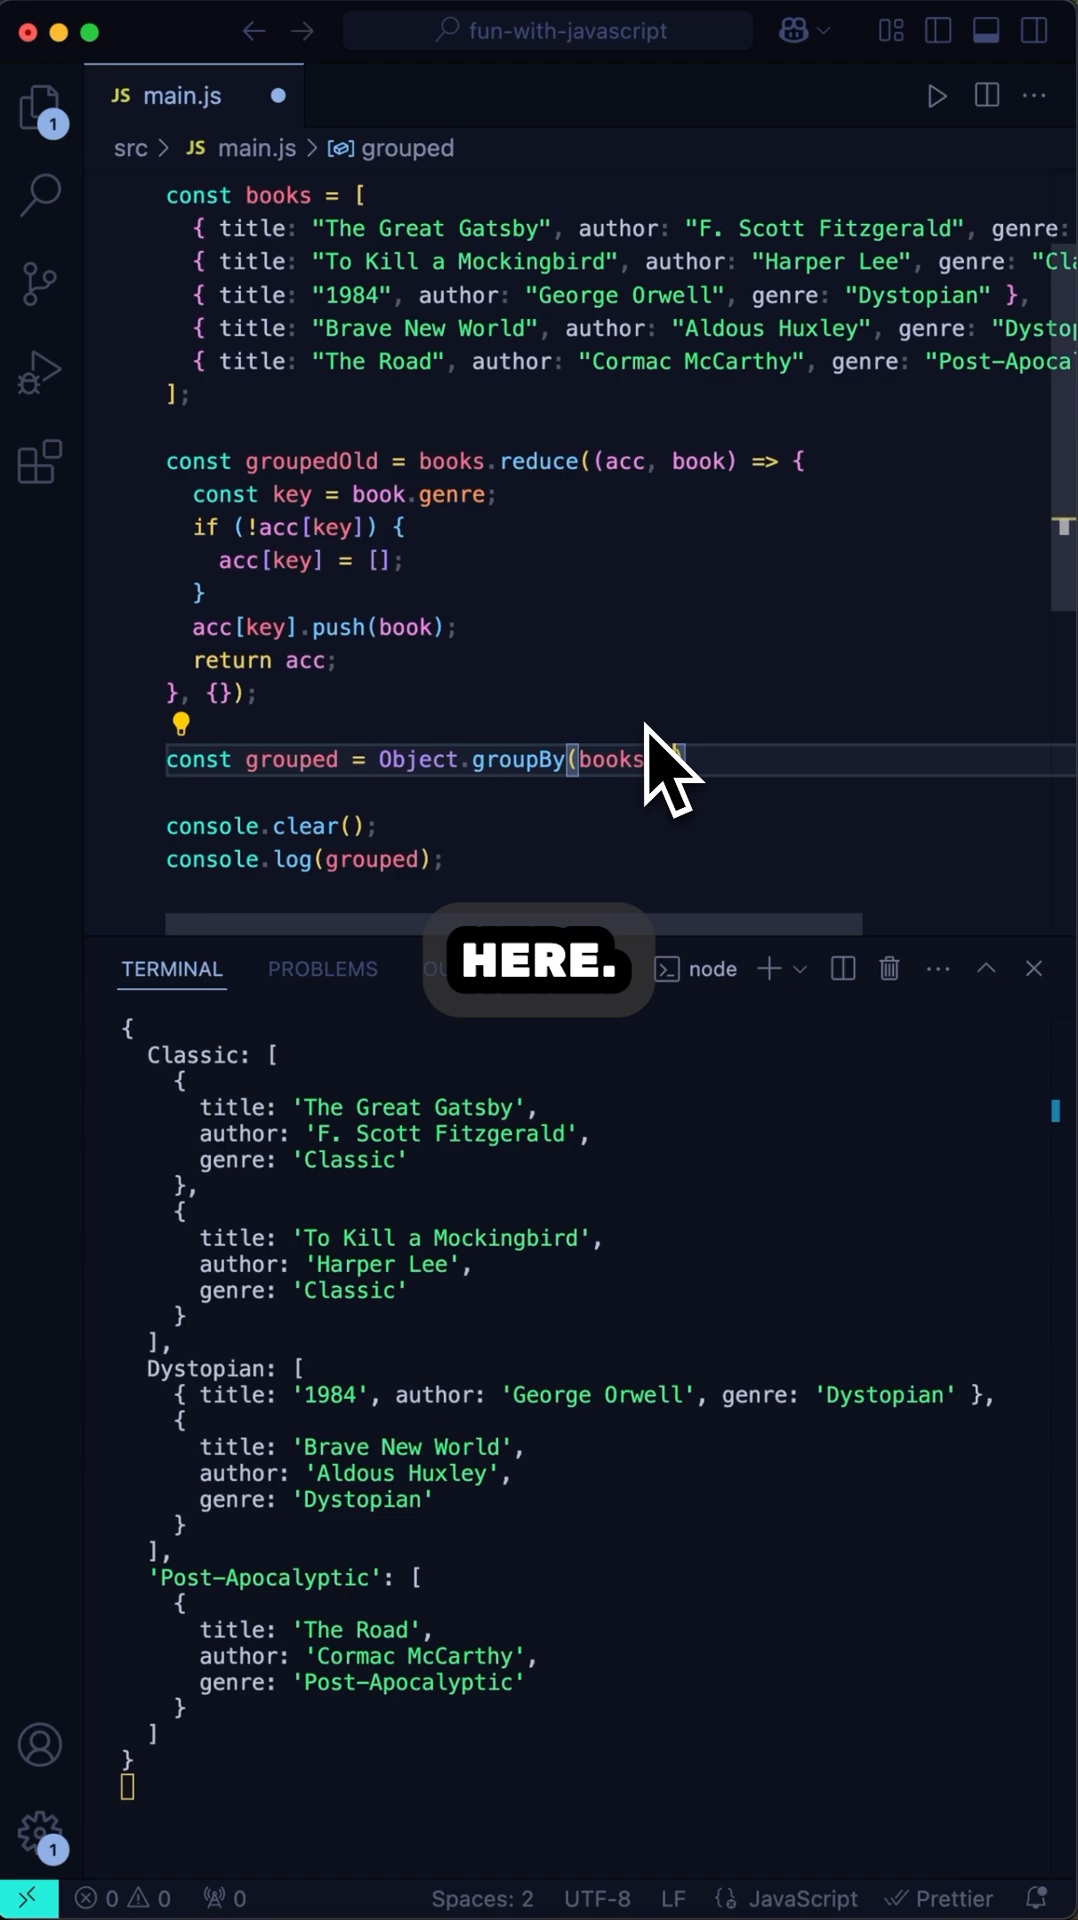 fun-with-javascript
JS main.js
1
src > JS main.js > grouped
const books = [
{ title: "The Great Gatsby", author: "F. Scott Fitzgerald", genre:
{ title: "To Kill a Mockingbird", author: "Harper Lee", genre: "Cla
{ title: "1984", author: "George Orwell", genre: "Dystopian" },
{ title: "Brave New World", author: "Aldous Huxley", genre: "Dystop
{ title: "The Road", author: "Cormac McCarthy", genre: "Post-Apoca
];
const groupedOld = books.reduce((acc, book) => {
const key = book.genre;
if (!acc[key]) {
acc[key] = [];
}
acc[key].push(book);
return acc;
}, {});
const grouped = Object.groupBy(books
console.clear();
console.log(grouped);
HERE.
TERMINAL PROBLEMS node
{
Classic: [
{
title: 'The Great Gatsby',
author: 'F. Scott Fitzgerald',
genre: 'Classic'
},
{
title: 'To Kill a Mockingbird',
author: 'Harper Lee',
genre: 'Classic'
}
],
Dystopian: [
{ title: '1984', author: 'George Orwell', genre: 'Dystopian' },
{
title: 'Brave New World',
author: 'Aldous Huxley',
genre: 'Dystopian'
}
],
'Post-Apocalyptic': [
{
title: 'The Road',
author: 'Cormac McCarthy',
genre: 'Post-Apocalyptic'
}
]
}
1
0 0 0 Spaces: 2 UTF-8 LF {} JavaScript Prettier